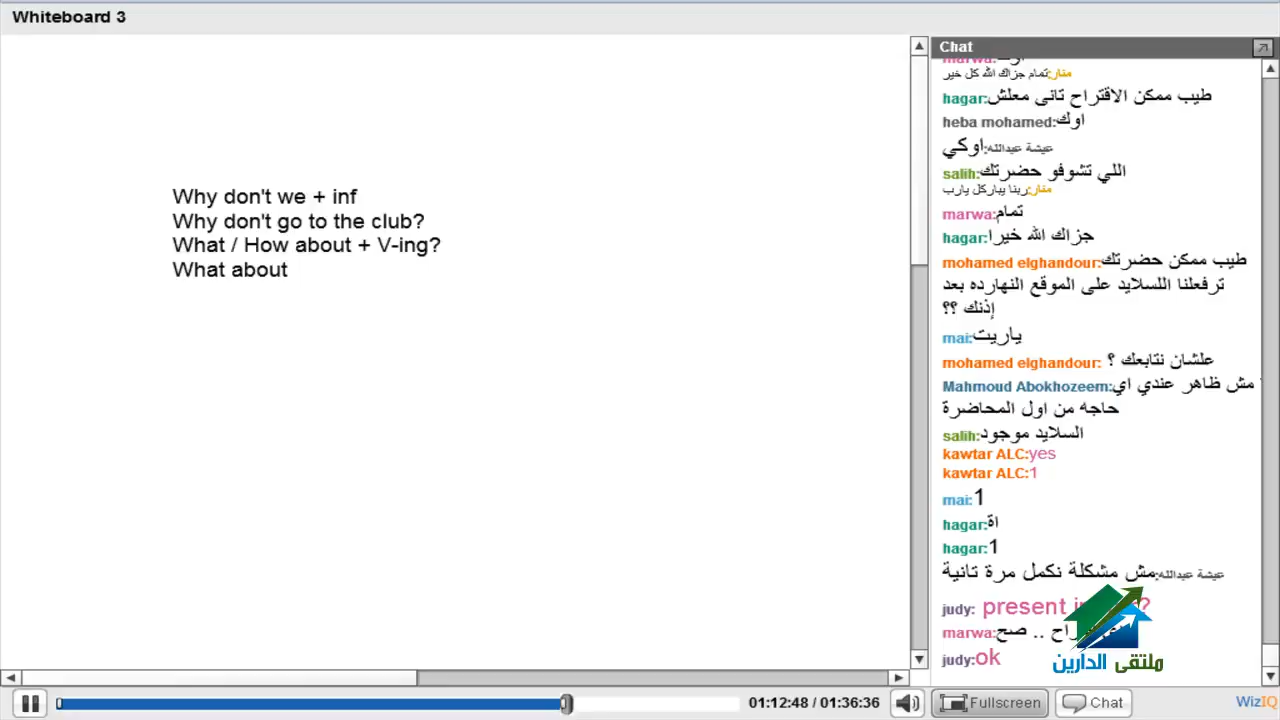 Whiteboard 3
Why don't we + inf
Why don't go to the club?
What / How about + V-ing?
What about
Chat
marwa:
منار:تمام جزاك الله كل خير
hagar:طيب ممكن الاقتراح تانى معلش
heba mohamed:اوك
عيشة عبدالله:اوكي
salih:اللي تشوفو حضرتك
منار:ربنا يباركل يارب
marwa:تمام
hagar:جزاك الله خيرا
mohamed elghandour:طيب ممكن حضرتك
ترفعلنا اللسلايد على الموقع النهارده بعد
إذنك ؟؟
mai:ياريت
mohamed elghandour: علشان نتابعك ؟
Mahmoud Abokhozeem:مش ظاهر عندي اي
حاجه من اول المحاضرة
salih:السلايد موجود
kawtar ALC:yes
kawtar ALC:1
mai:1
hagar:اة
hagar:1
عيشة عبدالله:مش مشكلة نكمل مرة تانية
judy: present ?
marwa: .. صح
judy:ok
ملتقى الدارين
01:12:48 / 01:36:36
Fullscreen
Chat
WizIQ